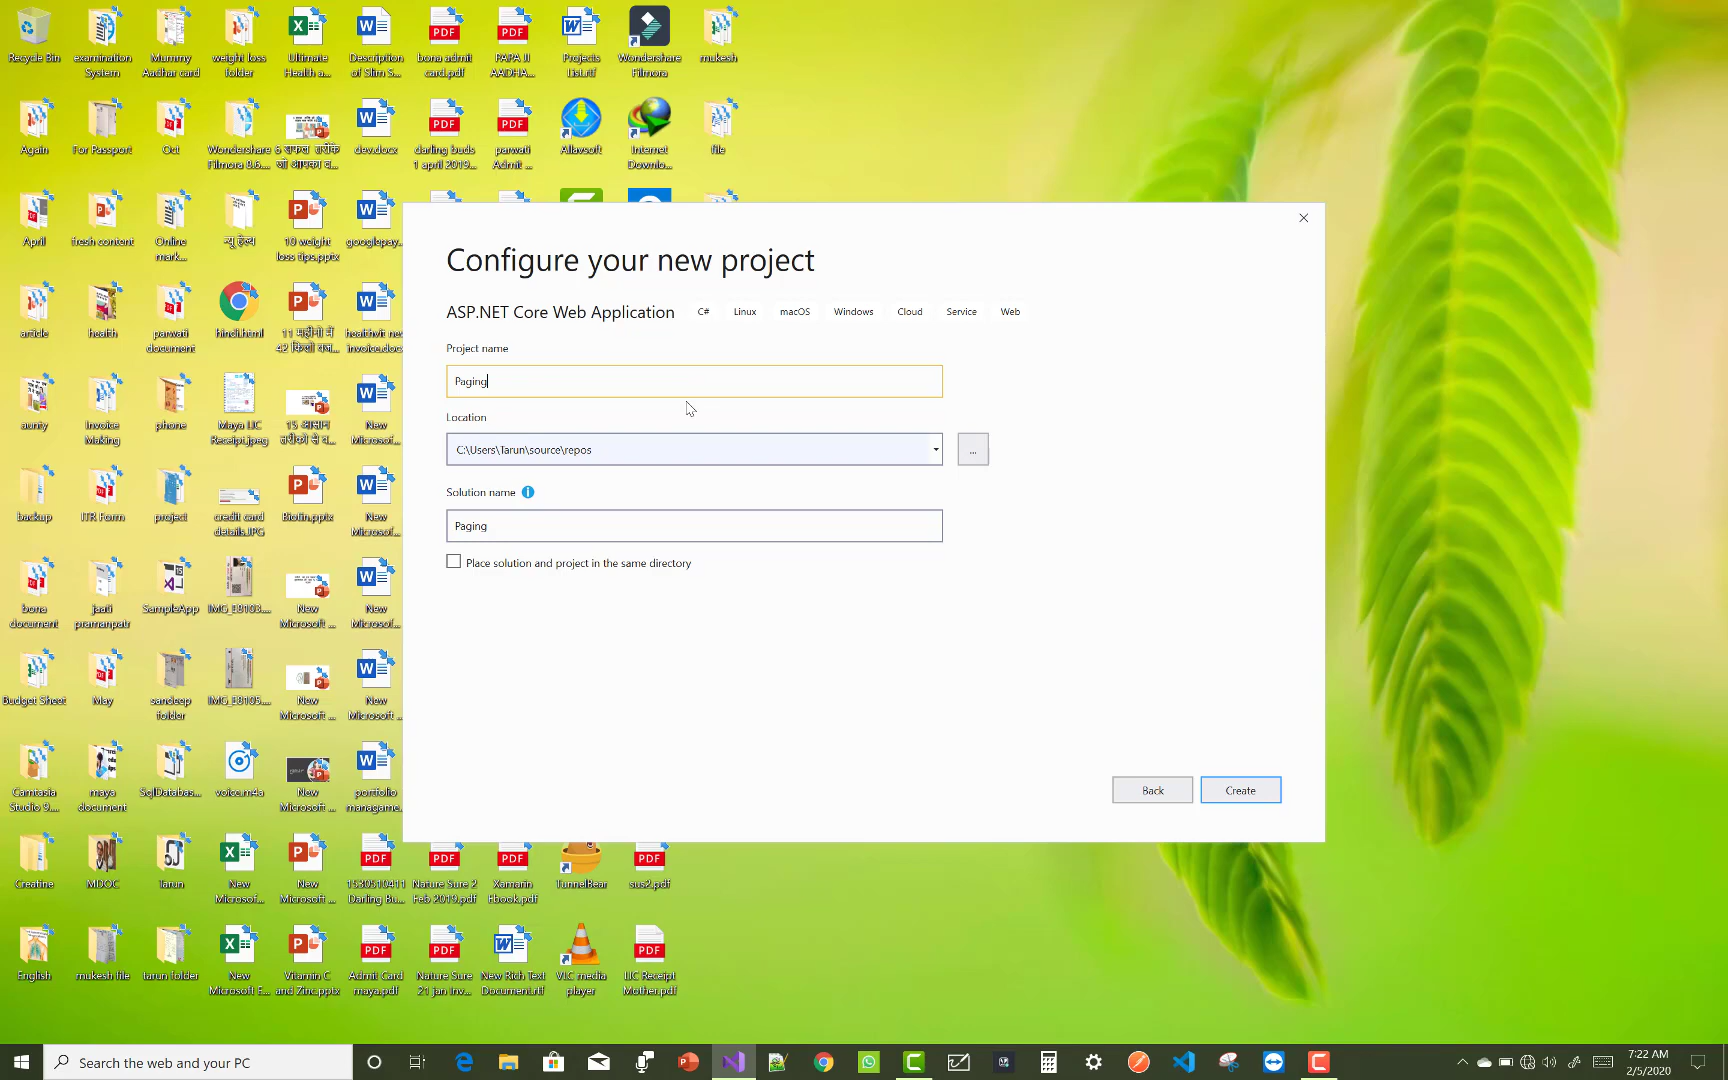 Recycle Bin
examination System
Mummy Aadhar card
weight loss folder
Ultimate Health a...
Description of Slim S...
bona admit card.pdf
PAPA JI AADHA...
Projects List.rtf
Wondershare Filmora
mukesh
Again
For Passport
Oct
Wondershare Filmora 8.6....
dev.docx
darling buds 1 april 2019...
parwati Admit ...
Allavsoft
Internet Downlo...
file
April
fresh content
Online mark...
न्यू हेल्थ
10 weight loss tips.pptx
googlepay...
article
health
parwati document
hindi.html
healthvit new invoice.docx
aunty
Invoice Making
phone
Maya LIC Receipt.jpeg
New Microsof...
backup
ITR Form
project
credit card details.JPG
Biotin.pptx
New Microsof...
bona document
jaati pramanpatr
SampleApp
IMG_E8103....
New Microsoft ...
New Microsof...
Budget Sheet
May
sandeep folder
IMG_E8105....
New Microsoft ...
New Microsoft ...
Camtasia Studio 9....
maya document
SqlDatabas...
voice.m4a
New Microsoft ...
portfolio managame...
Creatine
MDOC
Tarun
New Microsof...
New Microsoft ...
1530510411 Darling Bu...
Nature Sure 2 Feb 2019.pdf
Xamarin Ebook.pdf
TunnelBear
sus2.pdf
English
mukesh file
tarun folder
New Microsoft E...
Vitamin C and Zinc.pptx
Admit Card maya.pdf
Nature Sure 21 jan Inv...
New Rich Text Document.rtf
VLC media player
LIC Receipt Mother.pdf
Configure your new project
ASP.NET Core Web Application C# Linux macOS Windows Cloud Service Web
Project name
Paging
Location
C:\Users\Tarun\source\repos
...
Solution name
Paging
Place solution and project in the same directory
Back
Create
Search the web and your PC
7:22 AM
2/5/2020